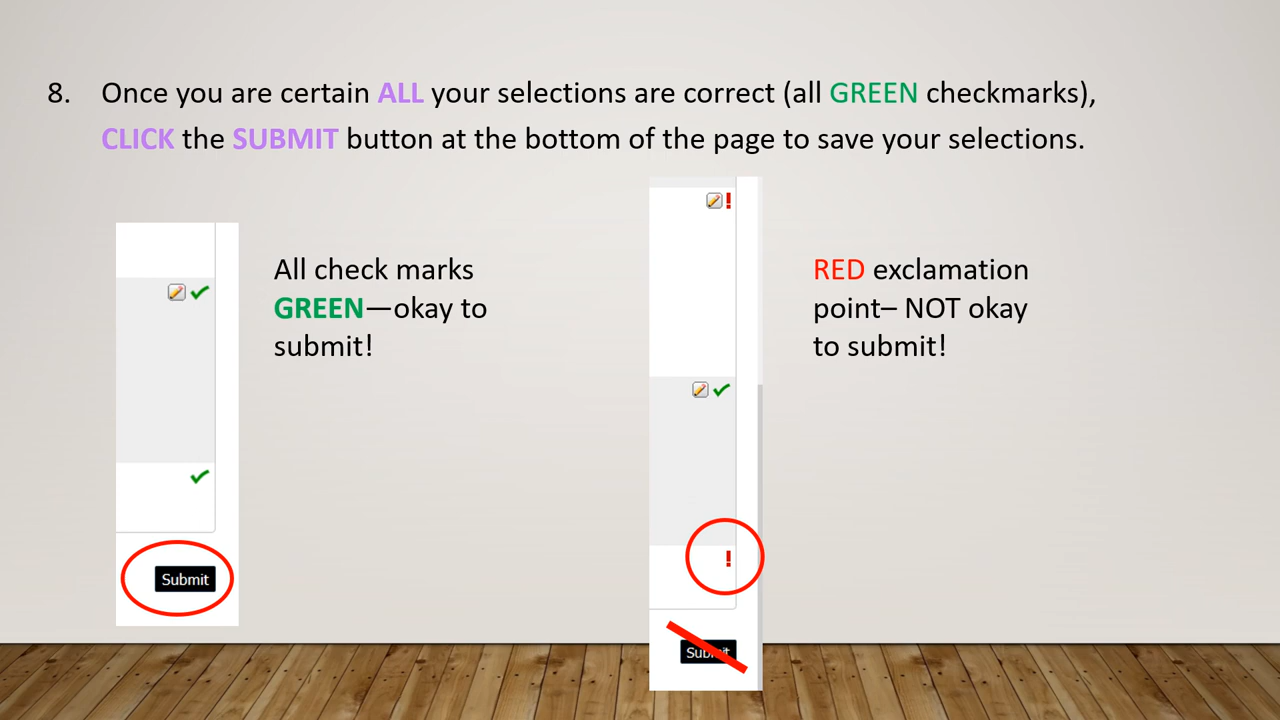 8. Once you are certain ALL your selections are correct (all GREEN checkmarks),
CLICK the SUBMIT button at the bottom of the page to save your selections.
All check marks
GREEN—okay to
submit!
Submit
!
RED exclamation
point– NOT okay
to submit!
!
Submit